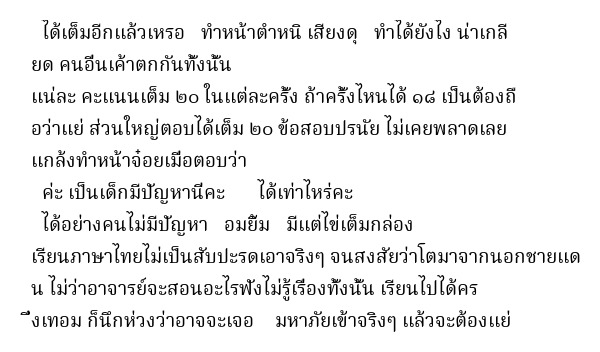 ได้เต็มอีกแล้วเหรอ   ทำหน้าตำหนิ เสียงดุ   ทำได้ยังไง น่าเกลี
ยด คนอื่นเค้าตกกันทั้งนั้น
แน่ละ คะแนนเต็ม ๒๐ ในแต่ละครั้ง ถ้าครั้งไหนได้ ๑๘ เป็นต้องถื
อว่าแย่ ส่วนใหญ่ตอบได้เต็ม ๒๐ ข้อสอบปรนัย ไม่เคยพลาดเลย
แกล้งทำหน้าจ๋อยเมื่อตอบว่า
ค่ะ เป็นเด็กมีปัญหานี่คะ      ได้เท่าไหร่คะ
ได้อย่างคนไม่มีปัญหา   อมยิ้ม   มีแต่ไข่เต็มกล่อง
เรียนภาษาไทยไม่เป็นสับปะรดเอาจริงๆ จนสงสัยว่าโตมาจากนอกชายแด
น ไม่ว่าอาจารย์จะสอนอะไรฟังไม่รู้เรื่องทั้งนั้น เรียนไปได้คร
ึ่งเทอม ก็นึกห่วงว่าอาจจะเจอ    มหาภัยเข้าจริงๆ แล้วจะต้องแย่